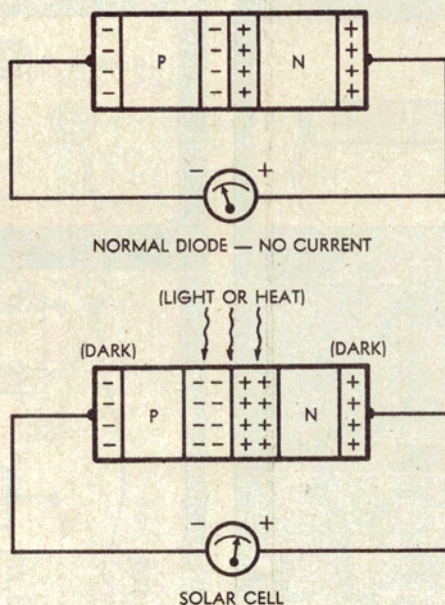 - P - + N +
- - + +
- - + +
- - + +
- +
NORMAL DIODE — NO CURRENT
(LIGHT OR HEAT)
(DARK) (DARK)
- P -- ++ N +
- -- ++ +
- -- ++ +
- -- ++ +
- +
SOLAR CELL